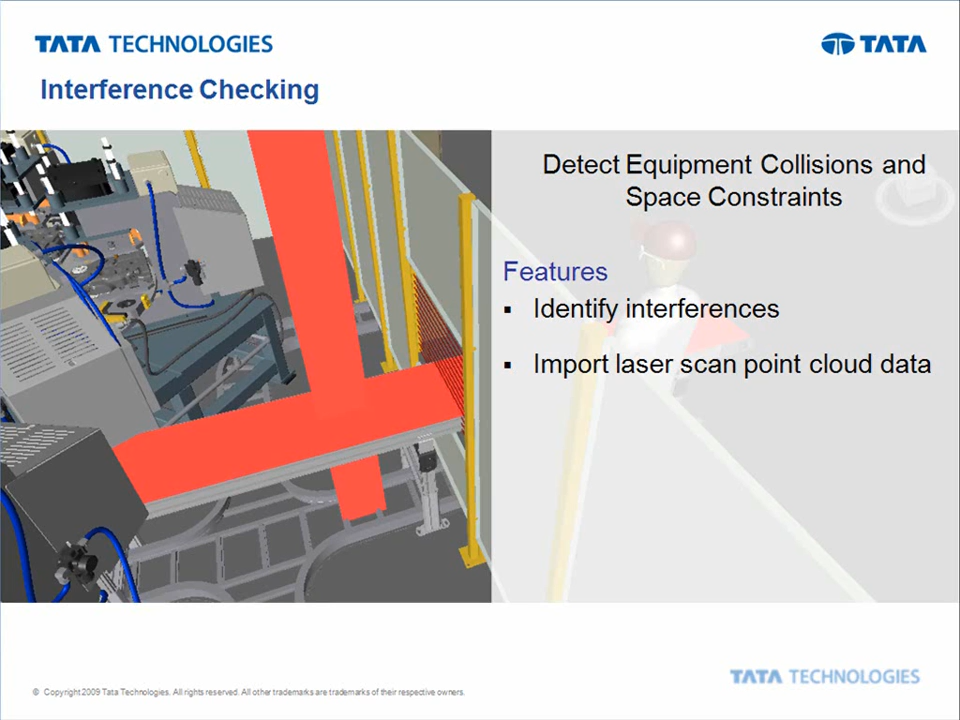 TATA TECHNOLOGIES
TATA
Interference Checking
Detect Equipment Collisions and
Space Constraints
Features
▪ Identify interferences
▪ Import laser scan point cloud data
TATA TECHNOLOGIES
© Copyright 2009 Tata Technologies. All rights reserved. All other trademarks are trademarks of their respective owners.